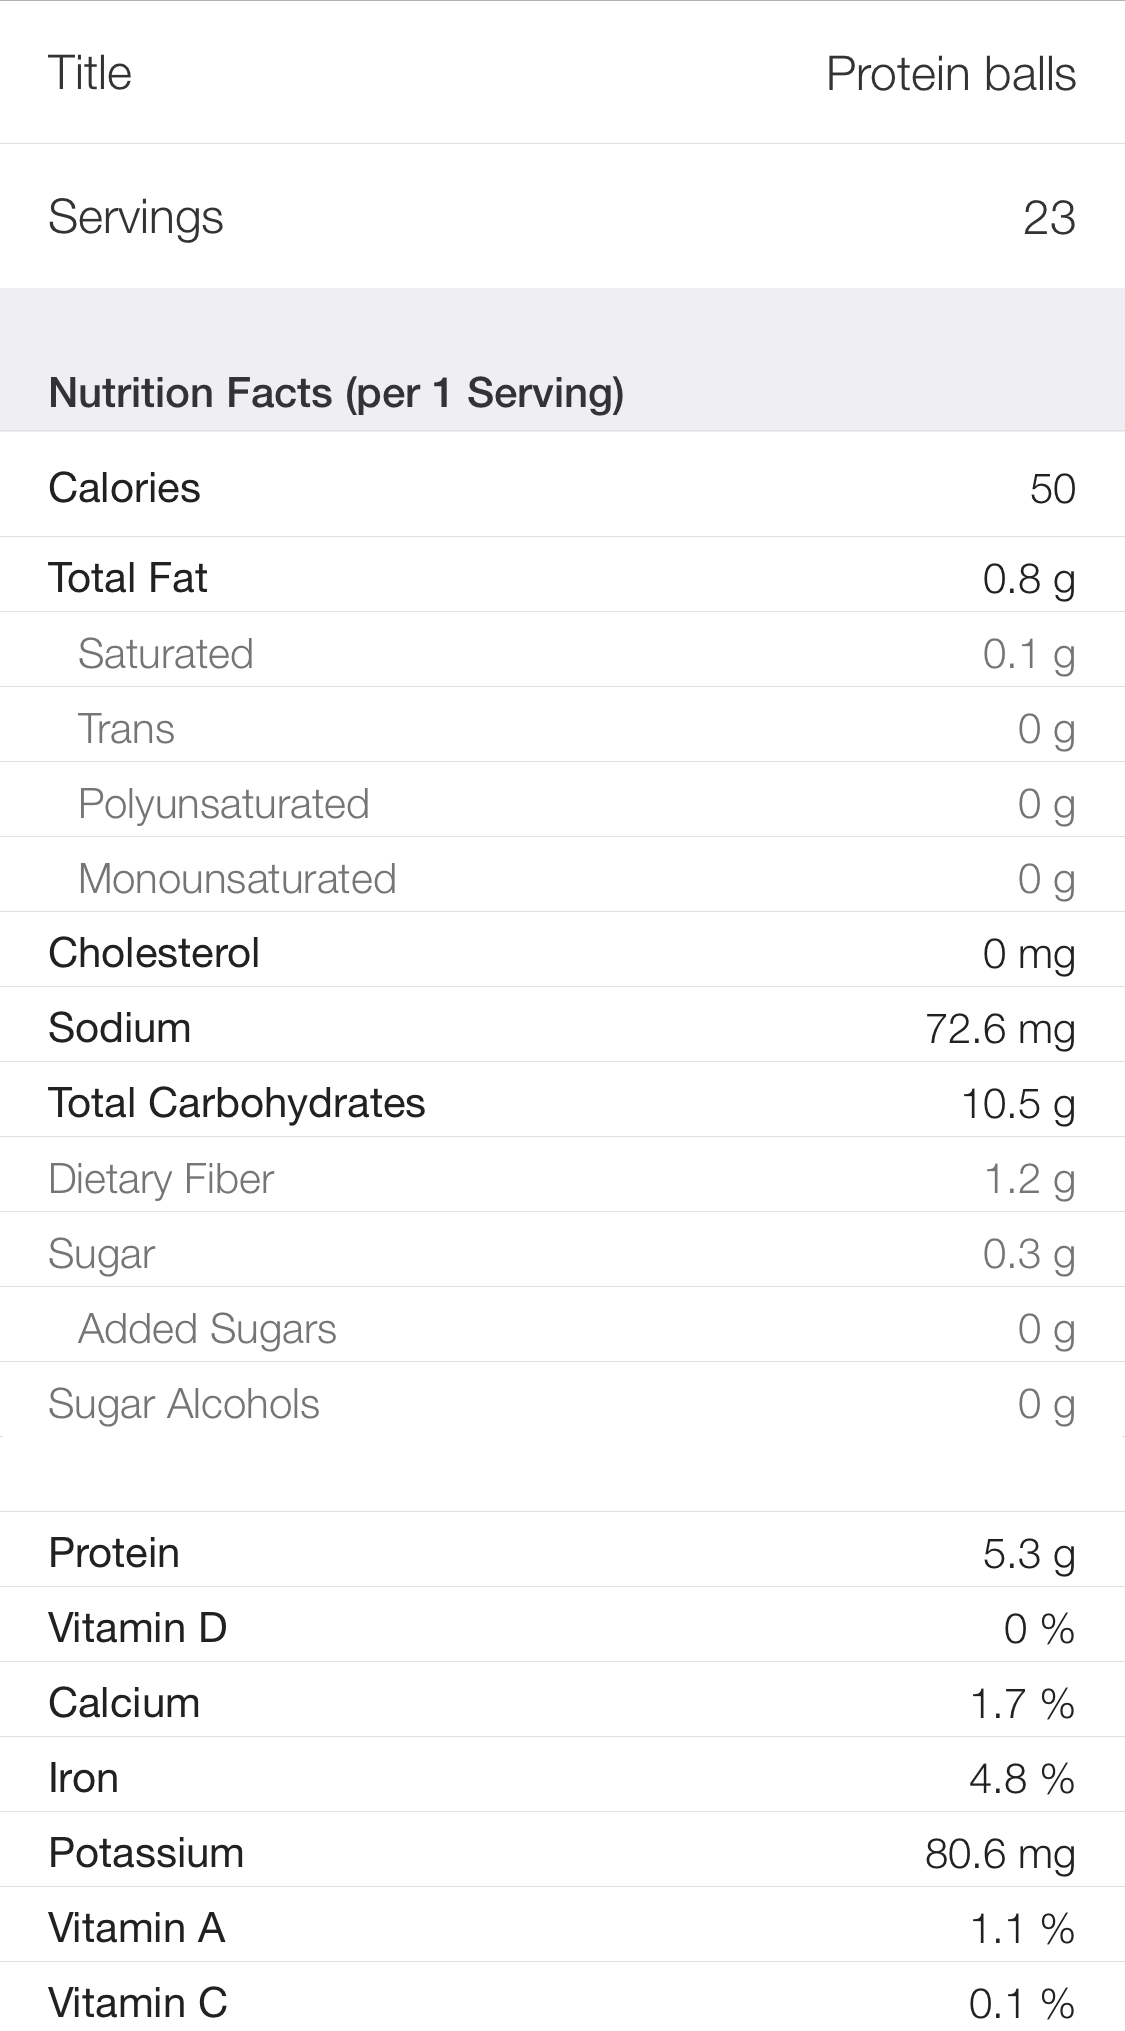 Title Protein balls
Servings 23
Nutrition Facts (per 1 Serving)
Calories 50
Total Fat 0.8 g
Saturated 0.1 g
Trans 0 g
Polyunsaturated 0 g
Monounsaturated 0 g
Cholesterol 0 mg
Sodium 72.6 mg
Total Carbohydrates 10.5 g
Dietary Fiber 1.2 g
Sugar 0.3 g
Added Sugars 0 g
Sugar Alcohols 0 g
Protein 5.3 g
Vitamin D 0 %
Calcium 1.7 %
Iron 4.8 %
Potassium 80.6 mg
Vitamin A 1.1 %
Vitamin C 0.1 %